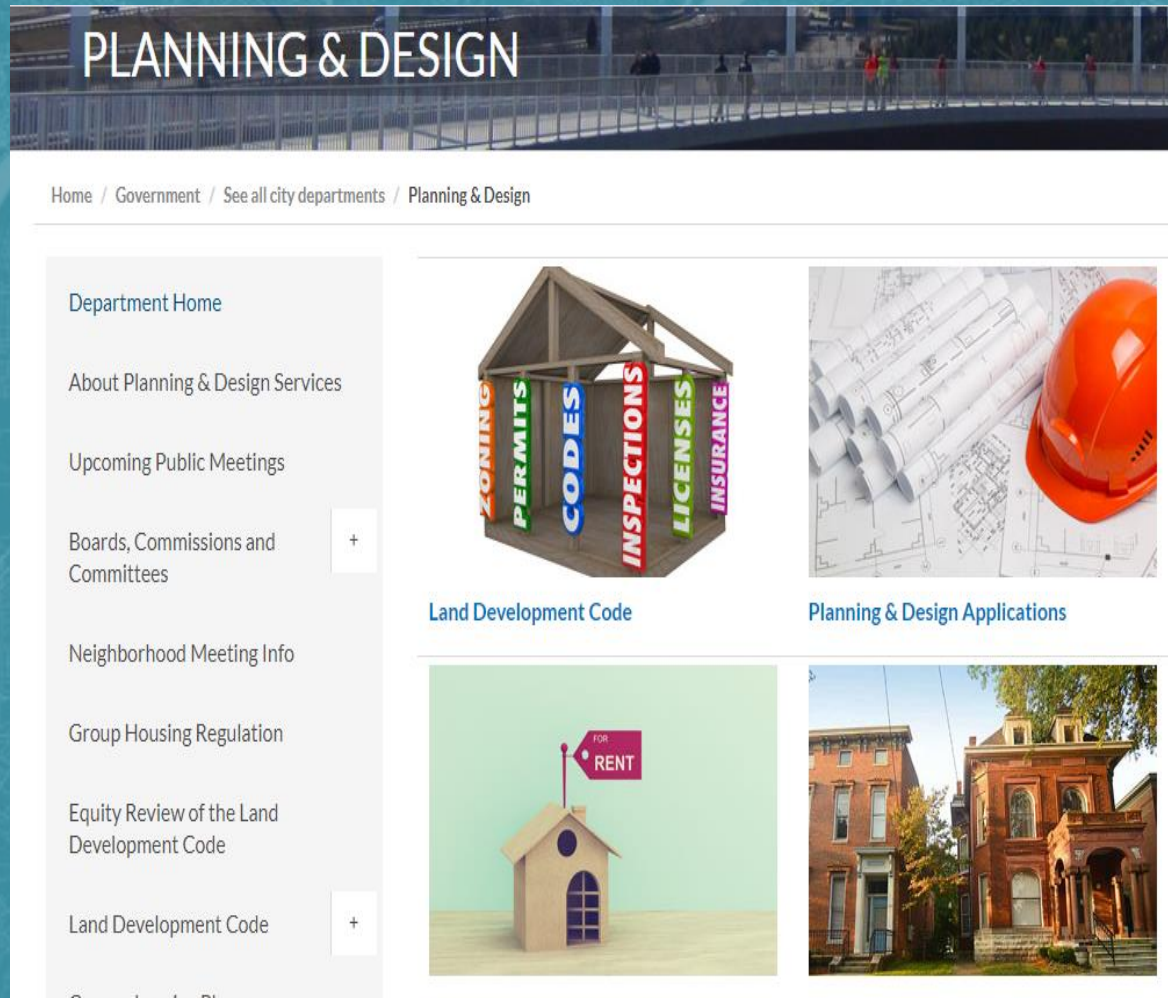 PLANNING & DESIGN
Home / Government / See all city departments / Planning & Design
Department Home
About Planning & Design Services
Upcoming Public Meetings
Boards, Commissions and
Committees
+
Neighborhood Meeting Info
Group Housing Regulation
Equity Review of the Land
Development Code
Land Development Code
+
ZONING
PERMITS
CODES
INSPECTIONS
LICENSES
INSURANCE
Land Development Code
Planning & Design Applications
FOR
RENT